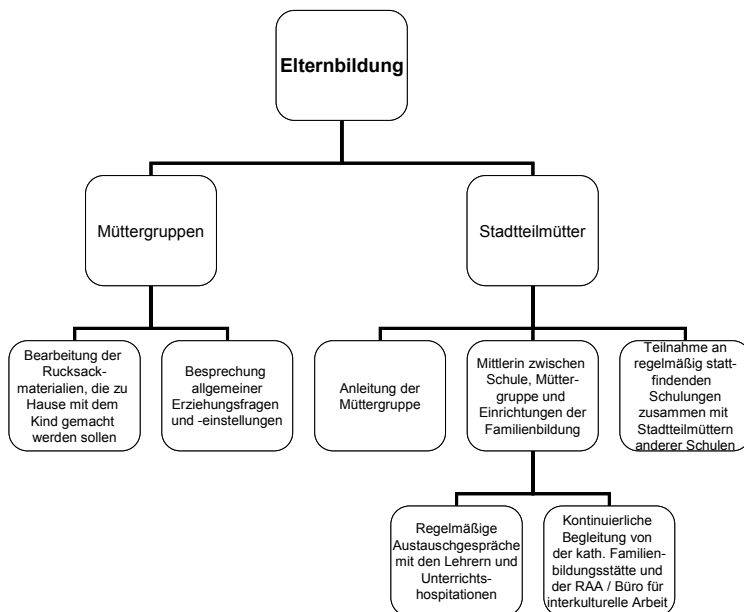 Elternbildung
Müttergruppen
Stadtteilmütter
Bearbeitung der
Rucksack-
materialien, die zu
Hause mit dem
Kind gemacht
werden sollen
Besprechung
allgemeiner
Erziehungsfragen
und -einstellungen
Anleitung der
Müttergruppe
Mittlerin zwischen
Schule, Mütter-
gruppe und
Einrichtungen der
Familienbildung
Teilnahme an
regelmäßig statt-
findenden
Schulungen
zusammen mit
Stadtteilmüttern
anderer Schulen
Regelmäßige
Austauschgespräche
mit den Lehrern und
Unterrichts-
hospitationen
Kontinuierliche
Begleitung von
der kath. Familien-
bildungsstätte und
der RAA / Büro für
interkulturelle Arbeit